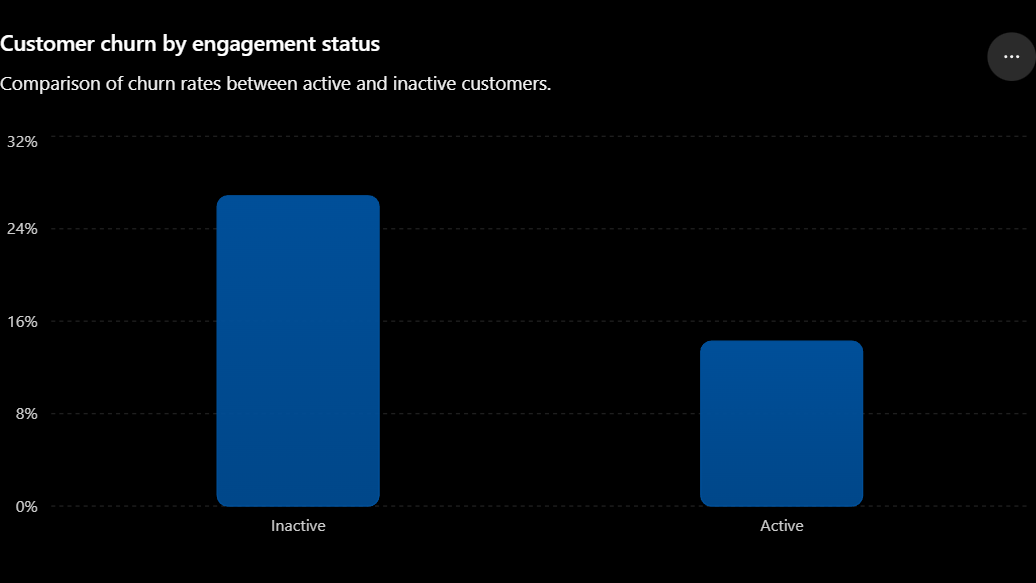 Customer churn by engagement status
Comparison of churn rates between active and inactive customers.
32%
24%
16%
8%
0%
Inactive
Active